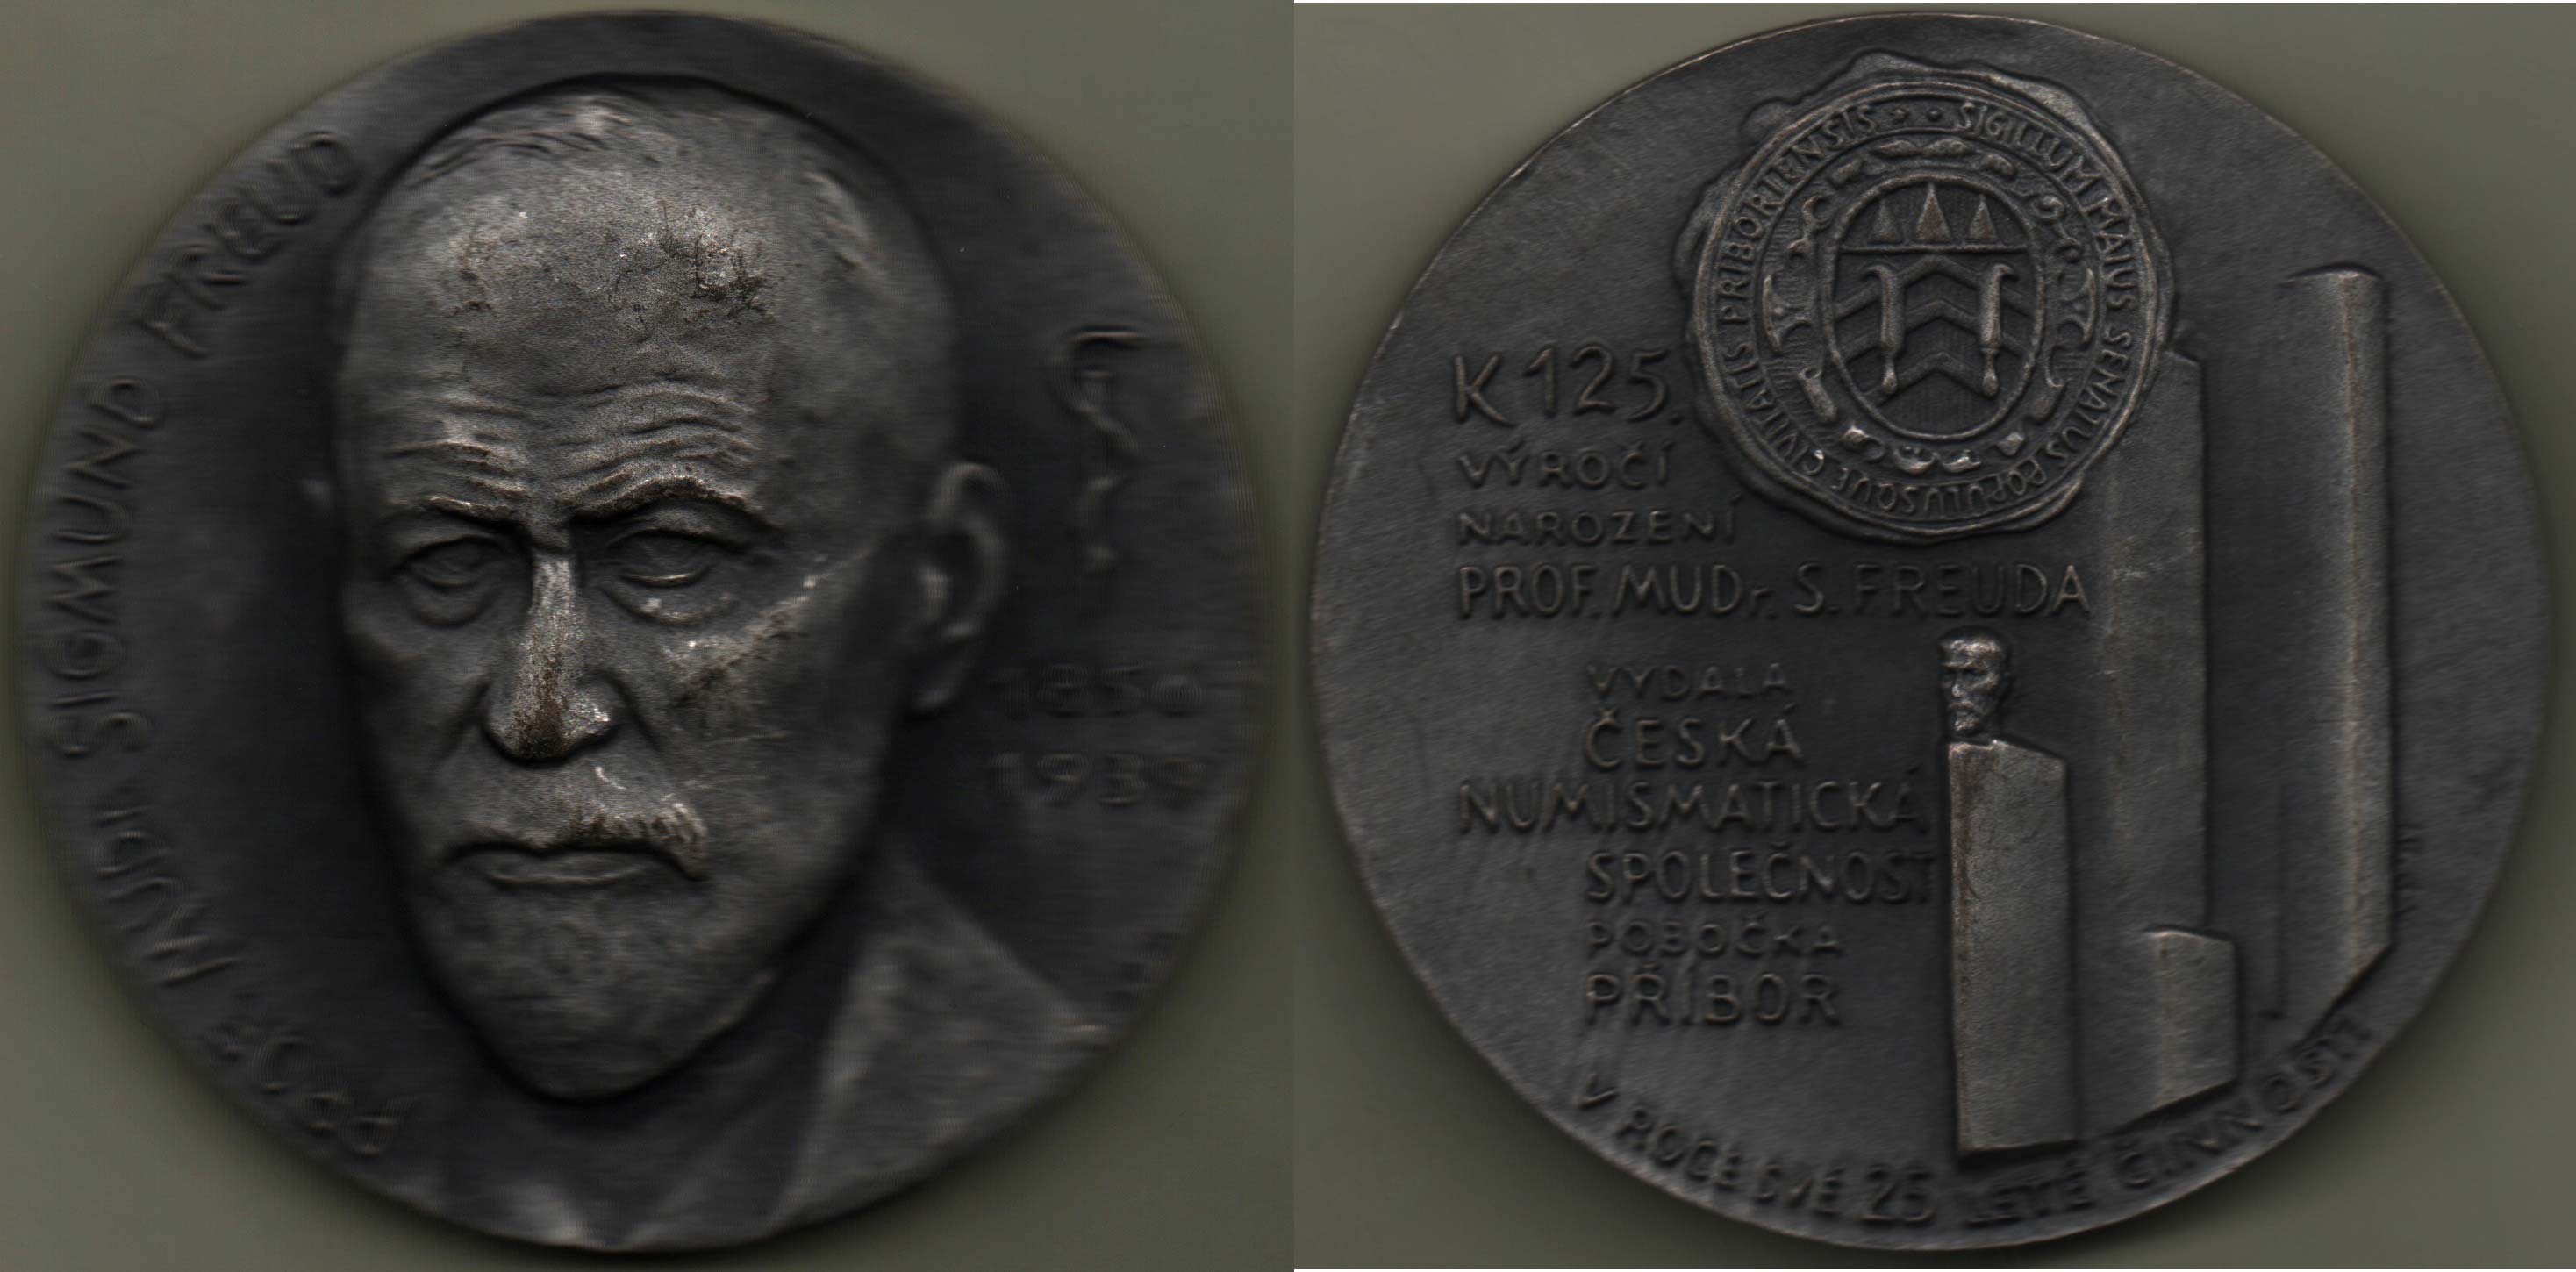 PROF. MUDr. SIGMUND FREUD
1856-
1939
SIGILLUM MAIUS SENATUS POPULUSQUE CIVITATIS PRIBORIENSIS
K 125.
VÝROČÍ
NAROZENÍ
PROF. MUDr. S. FREUDA
VYDALA
ČESKÁ
NUMISMATICKÁ
SPOLEČNOST
POBOČKA
PŘÍBOR
V ROCE SVÉ 25 LETÉ ČINNOSTI